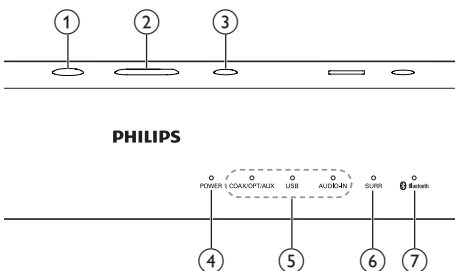 1 2 3
PHILIPS
POWER COAX/OPT/AUX USB AUDIO-IN SURR Bluetooth
4 5 6 7